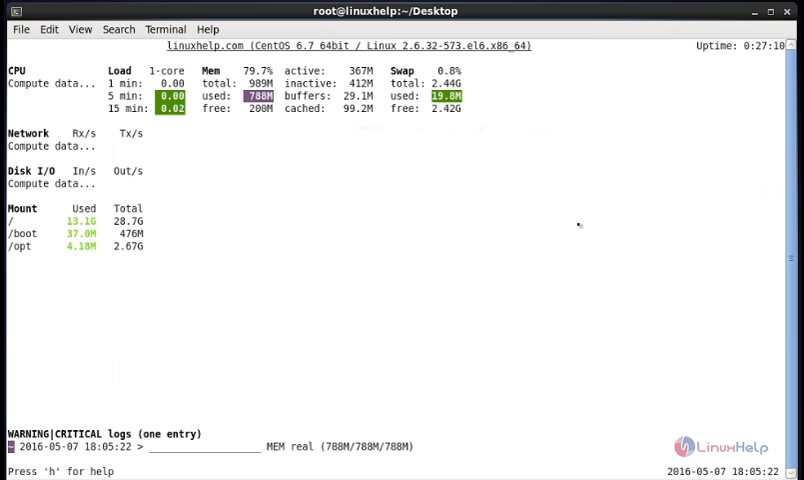 root@linuxhelp:~/Desktop
File Edit View Search Terminal Help
linuxhelp.com (CentOS 6.7 64bit / Linux 2.6.32-573.el6.x86_64) Uptime: 0:27:10
CPU Load 1-core Mem 79.7% active: 367M Swap 0.8%
Compute data... 1 min: 0.00 total: 989M inactive: 412M total: 2.44G
5 min: 0.00 used: 788M buffers: 29.1M used: 19.8M
15 min: 0.02 free: 200M cached: 99.2M free: 2.42G
Network Rx/s Tx/s
Compute data...
Disk I/O In/s Out/s
Compute data...
Mount Used Total
/ 13.1G 28.7G
/boot 37.0M 476M
/opt 4.18M 2.67G
WARNING|CRITICAL logs (one entry)
~ 2016-05-07 18:05:22 > ___________________ MEM real (788M/788M/788M)
LinuxHelp
Press 'h' for help 2016-05-07 18:05:22